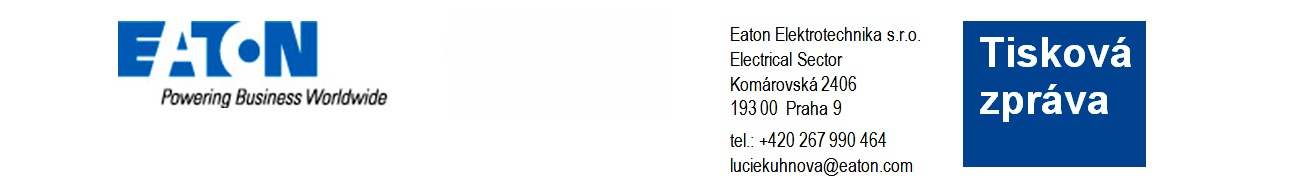 EATON
Powering Business Worldwide
Eaton Elektrotechnika s.r.o.
Electrical Sector
Komárovská 2406
193 00 Praha 9
tel.: +420 267 990 464
luciekuhnova@eaton.com
Tisková
zpráva